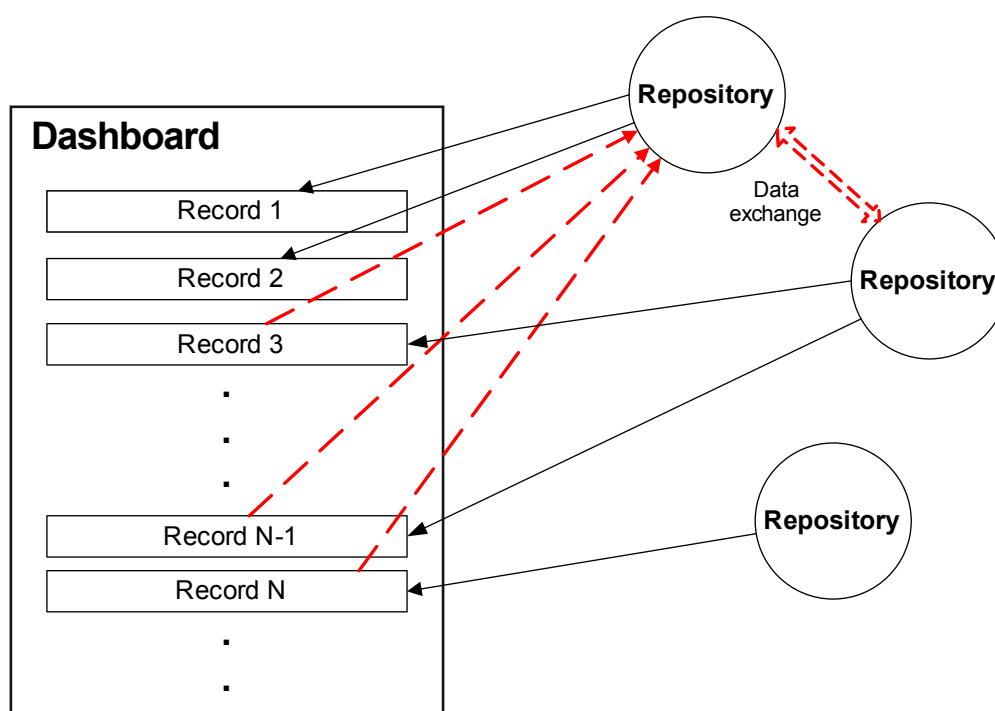 Repository
Dashboard
Data
exchange
Record 1
Record 2
Repository
Record 3
.
.
.
Repository
Record N-1
Record N
.
.